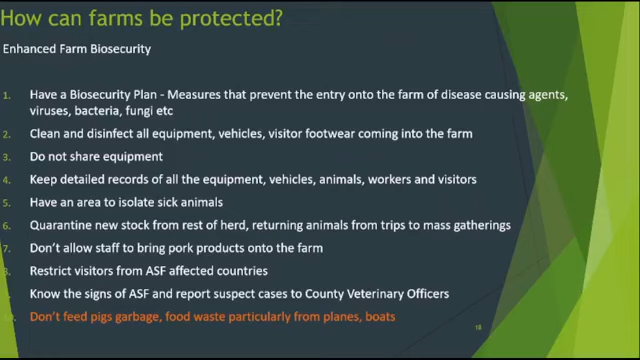 How can farms be protected?
Enhanced Farm Biosecurity
1. Have a Biosecurity Plan - Measures that prevent the entry onto the farm of disease causing agents,
viruses, bacteria, fungi etc
2. Clean and disinfect all equipment, vehicles, visitor footwear coming into the farm
3. Do not share equipment
4. Keep detailed records of all the equipment, vehicles, animals, workers and visitors
5. Have an area to isolate sick animals
6. Quarantine new stock from rest of herd, returning animals from trips to mass gatherings
7. Don't allow staff to bring pork products onto the farm
Restrict visitors from ASF affected countries
Know the signs of ASF and report suspect cases to County Veterinary Officers
Don't feed pigs garbage, food waste particularly from planes, boats
18